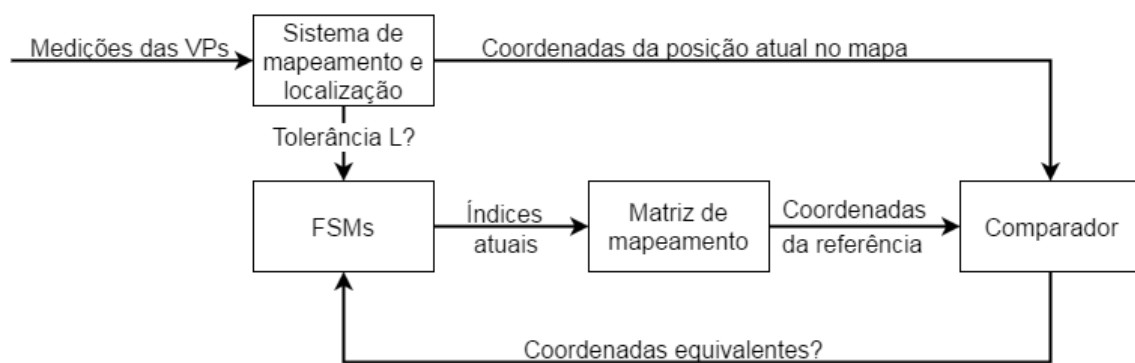 Medições das VPs
Sistema de
mapeamento e
localização
Coordenadas da posição atual no mapa
Tolerância L?
FSMs
Índices
atuais
Matriz de
mapeamento
Coordenadas
da referência
Comparador
Coordenadas equivalentes?